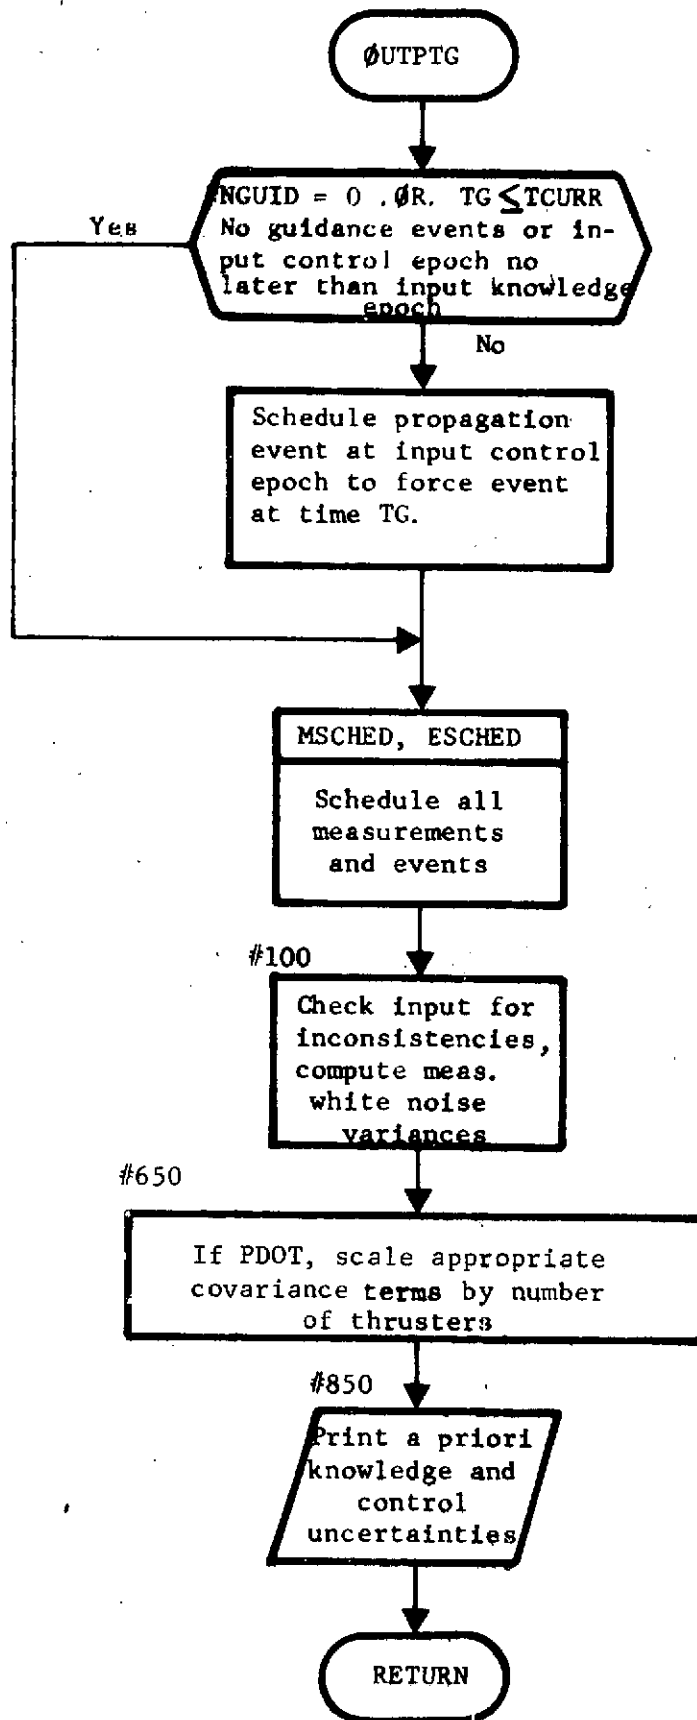 ØUTPTG
NGUID = 0 .ØR. TG ≤ TCURR
Yes
No guidance events or in-
put control epoch no
later than input knowledge
epoch
No
Schedule propagation
event at input control
epoch to force event
at time TG.
MSCHED, ESCHED
Schedule all
measurements
and events
#100
Check input for
inconsistencies,
compute meas.
white noise
variances
#650
If PDOT, scale appropriate
covariance terms by number
of thrusters
#850
Print a priori
knowledge and
control
uncertainties
RETURN